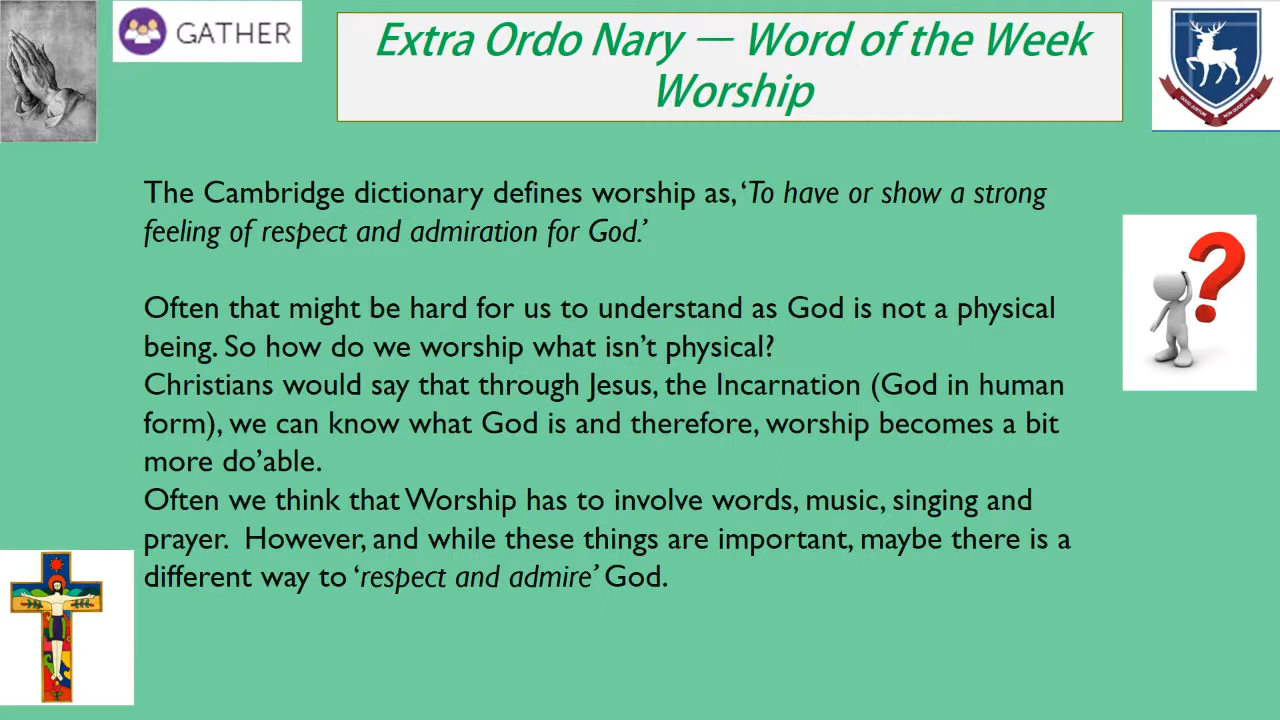 GATHER
Extra Ordo Nary — Word of the Week
Worship
QUOD JUSTUM NON QUOD UTILE
The Cambridge dictionary defines worship as, ‘To have or show a strong
feeling of respect and admiration for God.’
Often that might be hard for us to understand as God is not a physical
being. So how do we worship what isn’t physical?
Christians would say that through Jesus, the Incarnation (God in human
form), we can know what God is and therefore, worship becomes a bit
more do’able.
Often we think that Worship has to involve words, music, singing and
prayer.  However, and while these things are important, maybe there is a
different way to ‘respect and admire’ God.